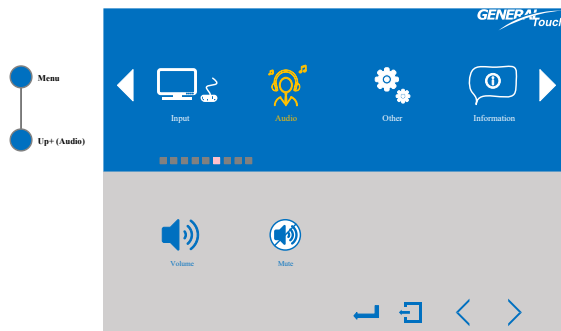 GENERAL
Touch
Menu
Up+ (Audio)
Input
Audio
Other
Information
Volume
Mute